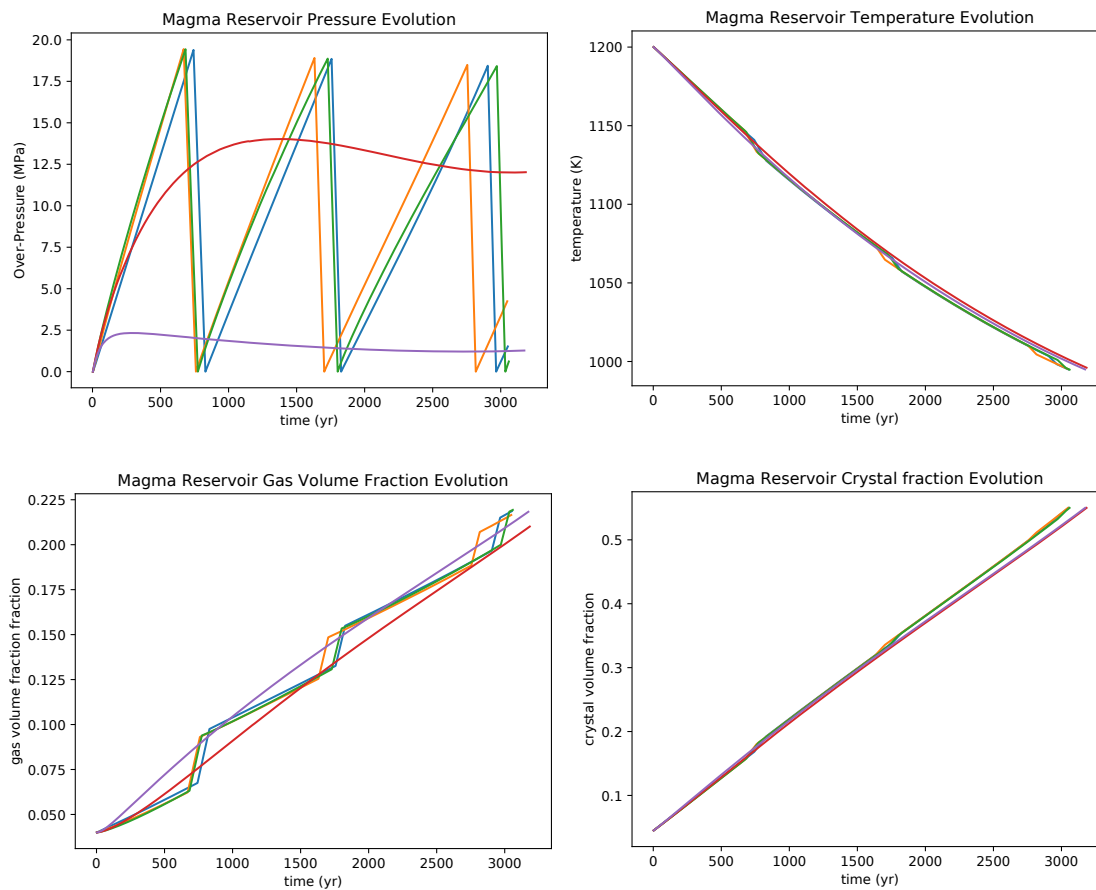 Magma Reservoir Pressure Evolution
20.0
17.5
15.0
12.5
10.0
7.5
5.0
2.5
0.0
Over-Pressure (MPa)
0 500 1000 1500 2000 2500 3000
time (yr)
Magma Reservoir Temperature Evolution
1200
1150
1100
1050
1000
temperature (K)
0 500 1000 1500 2000 2500 3000
time (yr)
Magma Reservoir Gas Volume Fraction Evolution
0.225
0.200
0.175
0.150
0.125
0.100
0.075
0.050
gas volume fraction fraction
0 500 1000 1500 2000 2500 3000
time (yr)
Magma Reservoir Crystal fraction Evolution
0.5
0.4
0.3
0.2
0.1
crystal volume fraction
0 500 1000 1500 2000 2500 3000
time (yr)